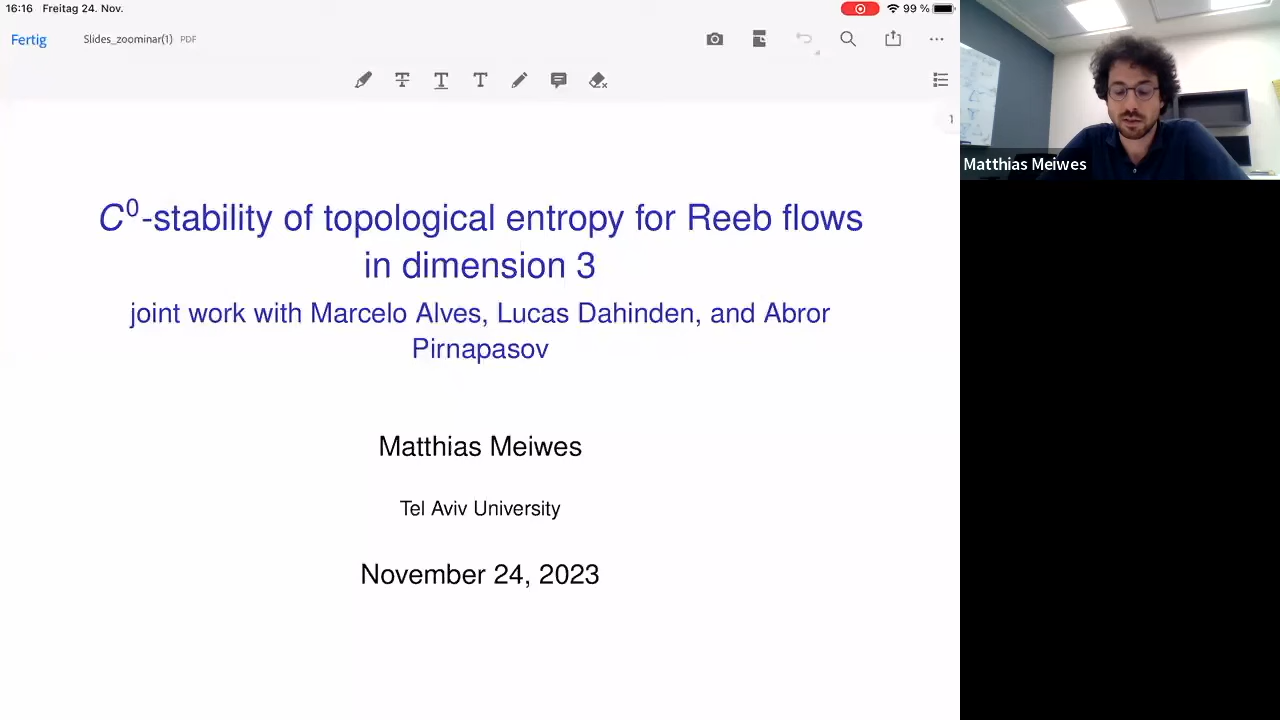 16:16 Freitag 24. Nov.
99 %
Fertig
Slides_zoominar(1) PDF
1
C⁰-stability of topological entropy for Reeb flows
in dimension 3
joint work with Marcelo Alves, Lucas Dahinden, and Abror
Pirnapasov
Matthias Meiwes
Tel Aviv University
November 24, 2023
Matthias Meiwes